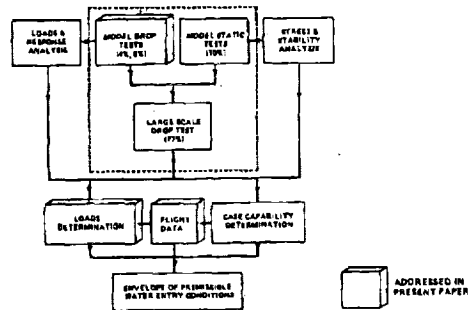 LOADS &
RESPONSE
ANALYSIS
MODEL DROP
TESTS
MODEL STATIC
TESTS
STRESS &
STABILITY
ANALYSIS
LARGE SCALE
DROP TEST
(77%)
LOADS
DETERMINATION
FLIGHT
DATA
CASE CAPABILITY
DETERMINATION
ENVELOPE OF PERMISSIBLE
WATER ENTRY CONDITIONS
ADDRESSED IN
PRESENT PAPER